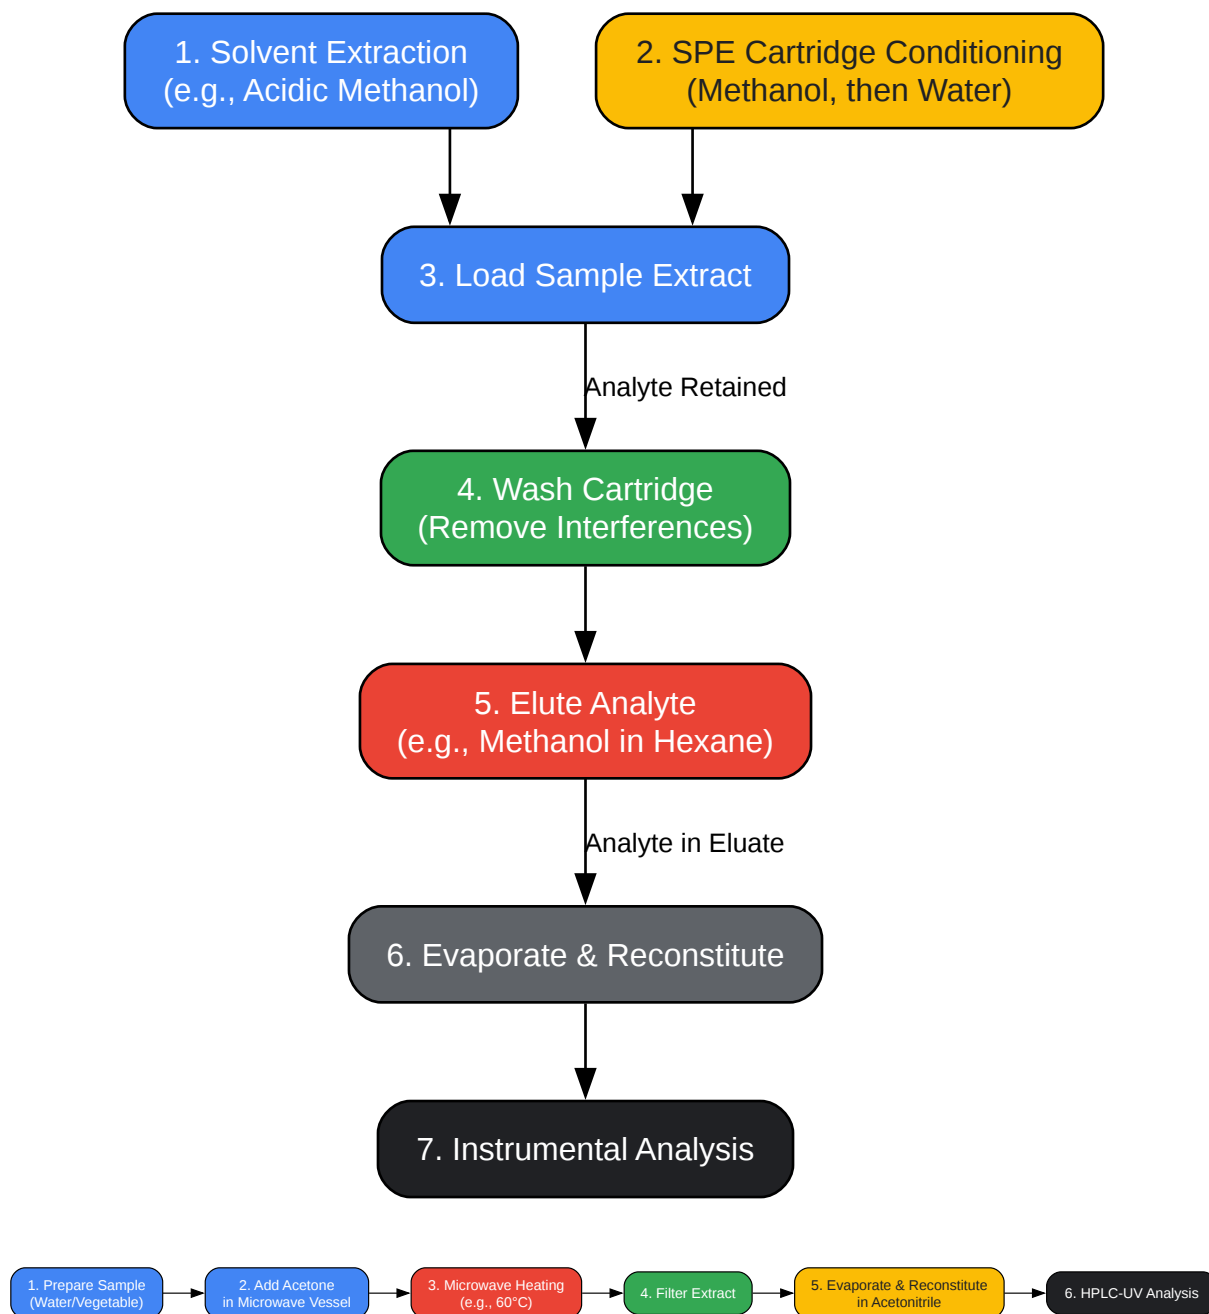 1. Solvent Extraction
(e.g., Acidic Methanol)
2. SPE Cartridge Conditioning
(Methanol, then Water)
3. Load Sample Extract
Analyte Retained
4. Wash Cartridge
(Remove Interferences)
5. Elute Analyte
(e.g., Methanol in Hexane)
Analyte in Eluate
6. Evaporate & Reconstitute
7. Instrumental Analysis
1. Prepare Sample
(Water/Vegetable)
2. Add Acetone
in Microwave Vessel
3. Microwave Heating
(e.g., 60°C)
4. Filter Extract
5. Evaporate & Reconstitute
in Acetonitrile
6. HPLC-UV Analysis